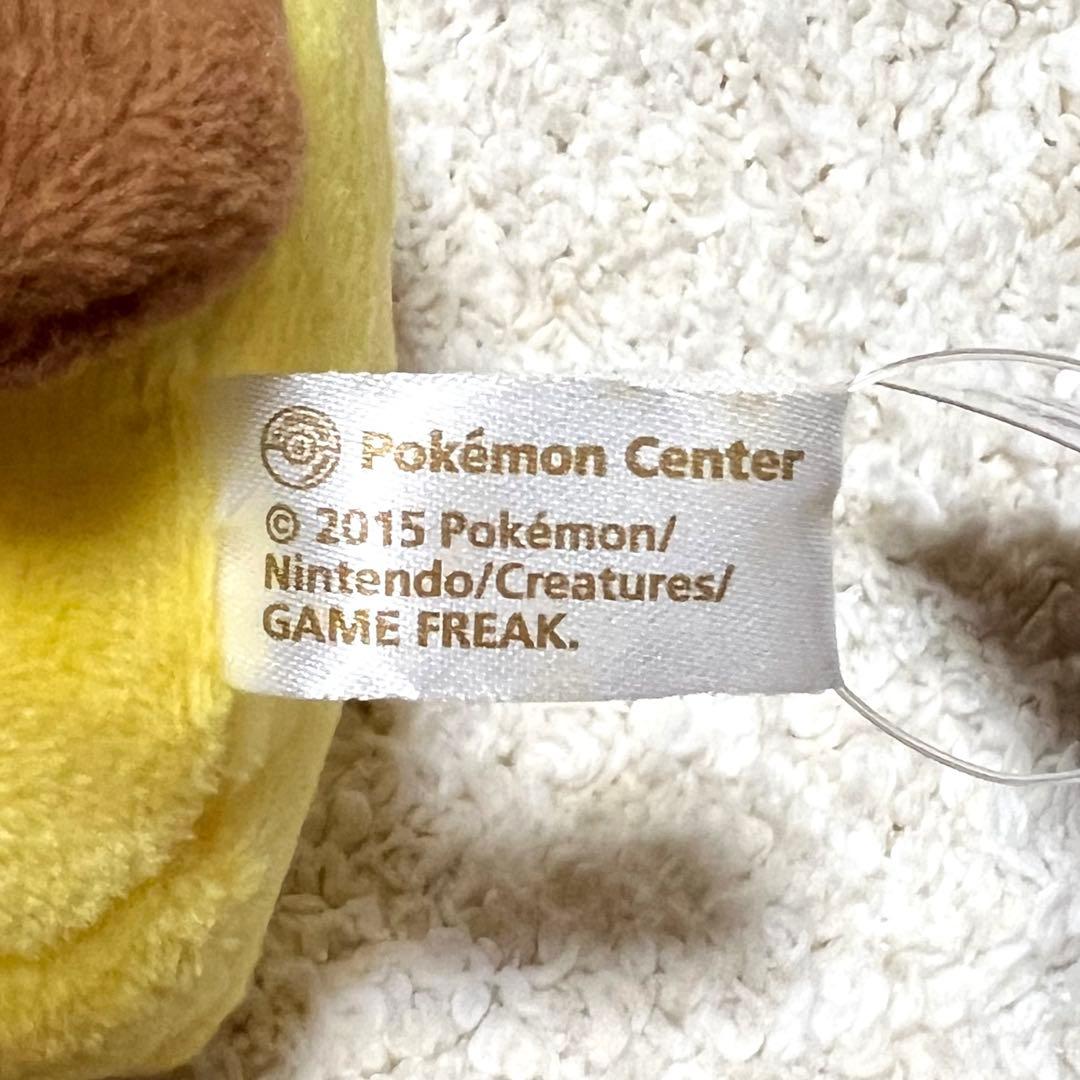 Pokémon Center
© 2015 Pokémon/
Nintendo/Creatures/
GAME FREAK.